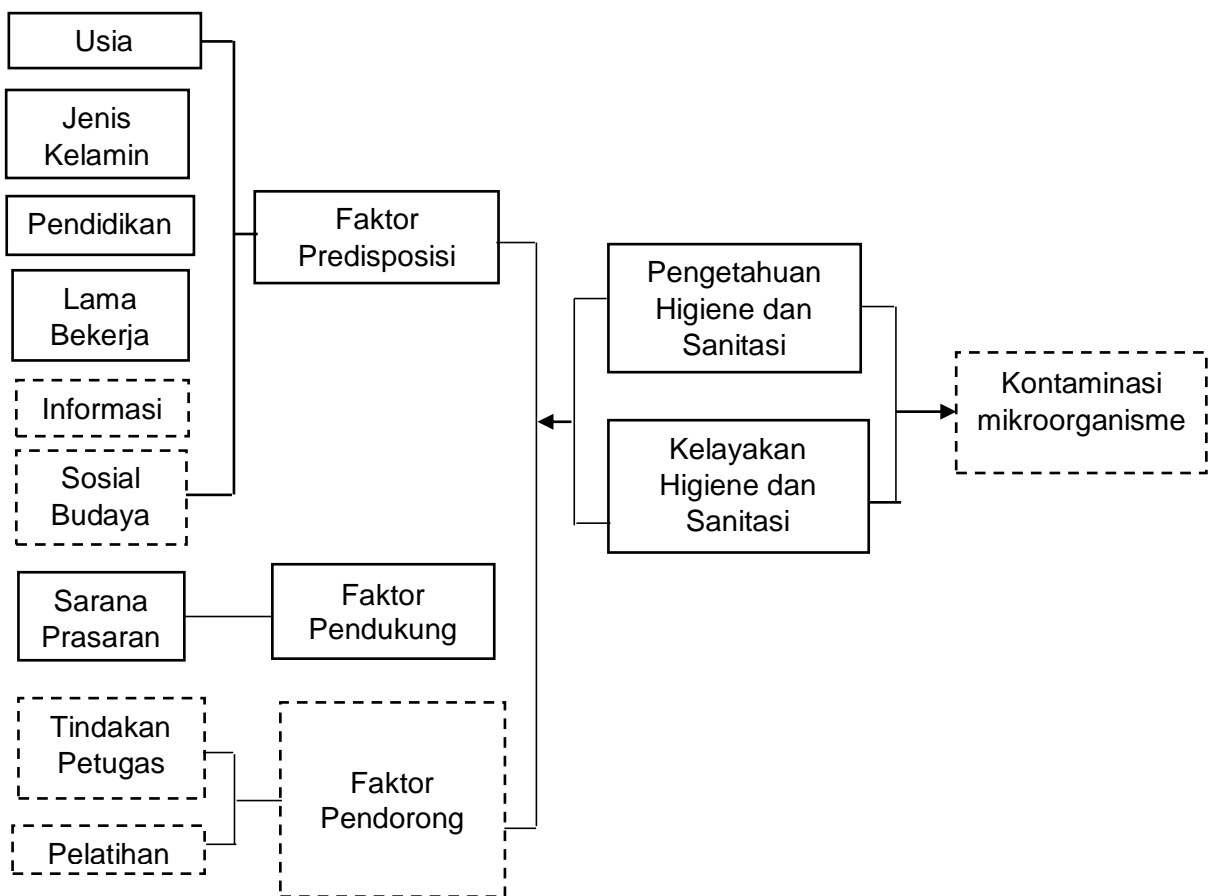 Usia
Jenis
Kelamin
Pendidikan
Lama
Bekerja
Informasi
Sosial
Budaya
Sarana
Prasaran
Tindakan
Petugas
Pelatihan
Faktor
Predisposisi
Faktor
Pendukung
Faktor
Pendorong
Pengetahuan
Higiene dan
Sanitasi
Kelayakan
Higiene dan
Sanitasi
Kontaminasi
mikroorganisme